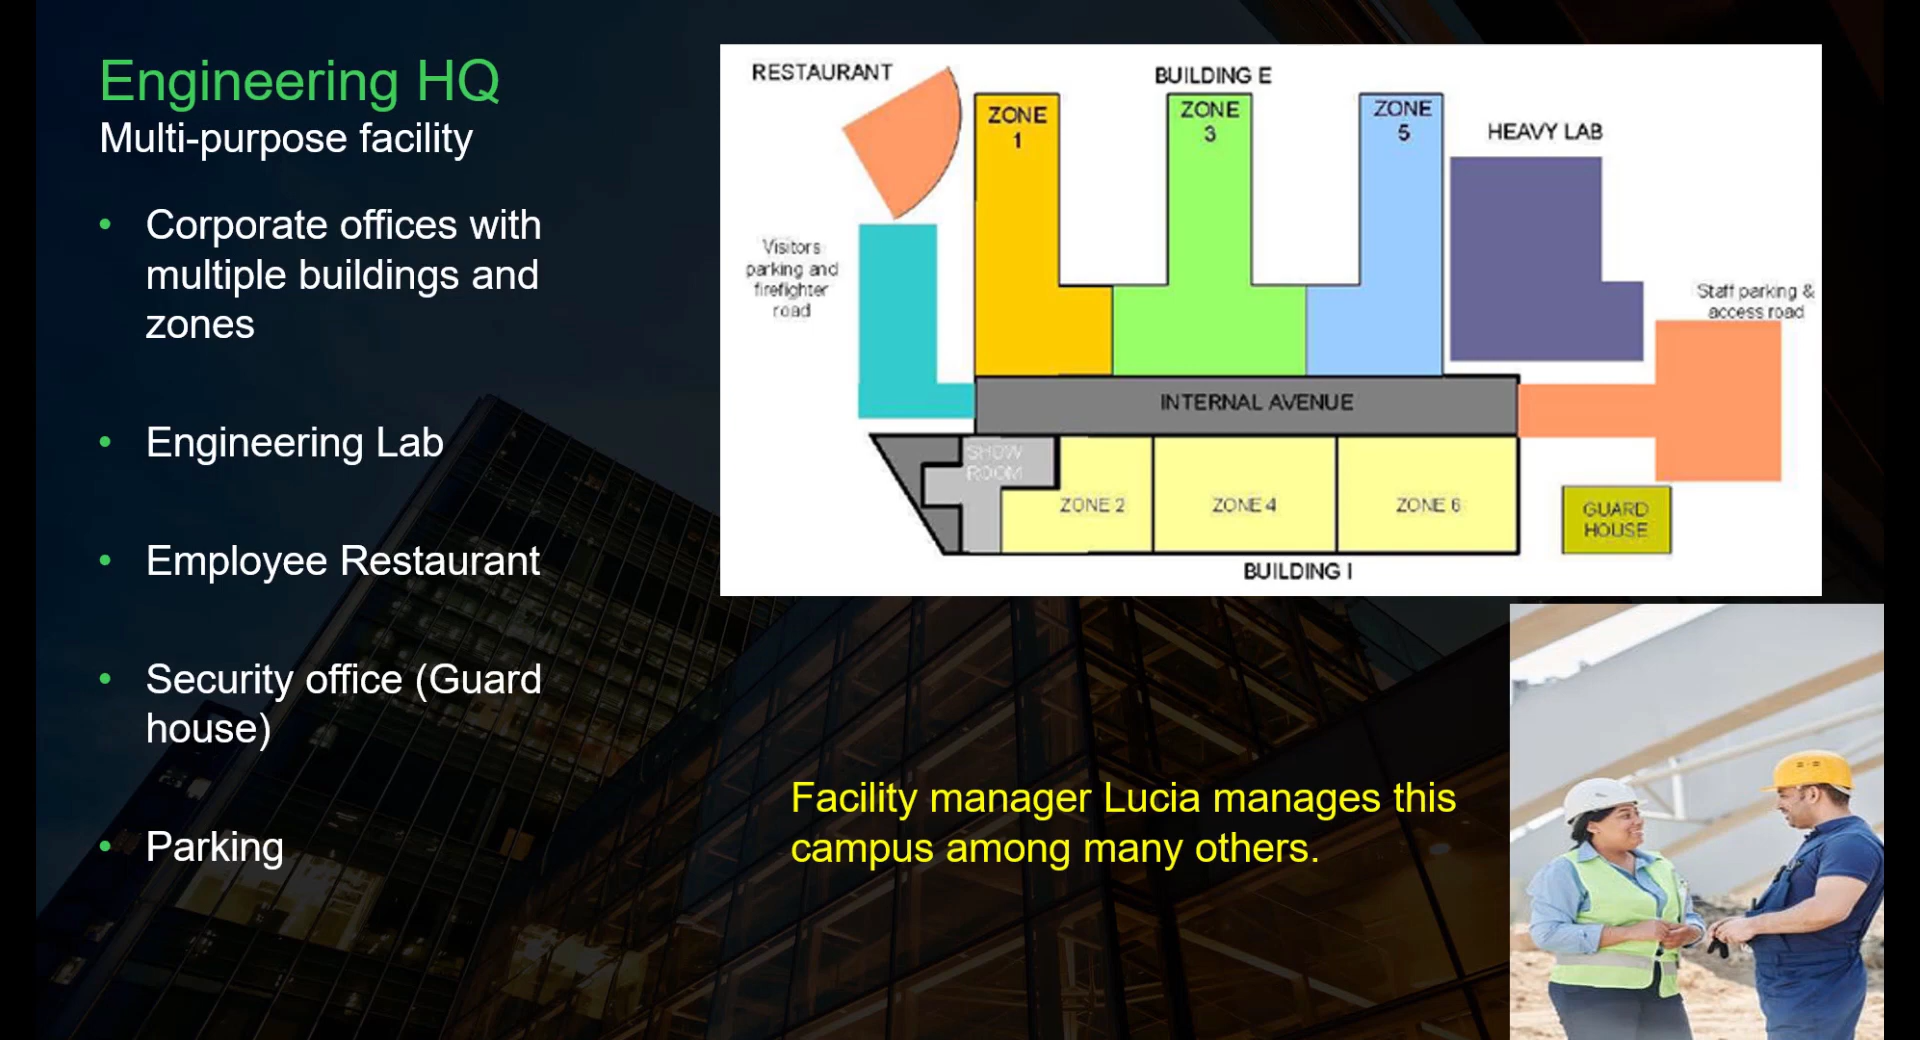 Engineering HQ
Multi-purpose facility
• Corporate offices with
multiple buildings and
zones
• Engineering Lab
• Employee Restaurant
• Security office (Guard
house)
• Parking
RESTAURANT
BUILDING E
ZONE
1
ZONE
3
ZONE
5
HEAVY LAB
Visitors
parking and
firefighter
road
Staff parking &
access road
INTERNAL AVENUE
SHOW
ROOM
ZONE 2
ZONE 4
ZONE 6
GUARD
HOUSE
BUILDING I
Facility manager Lucia manages this
campus among many others.